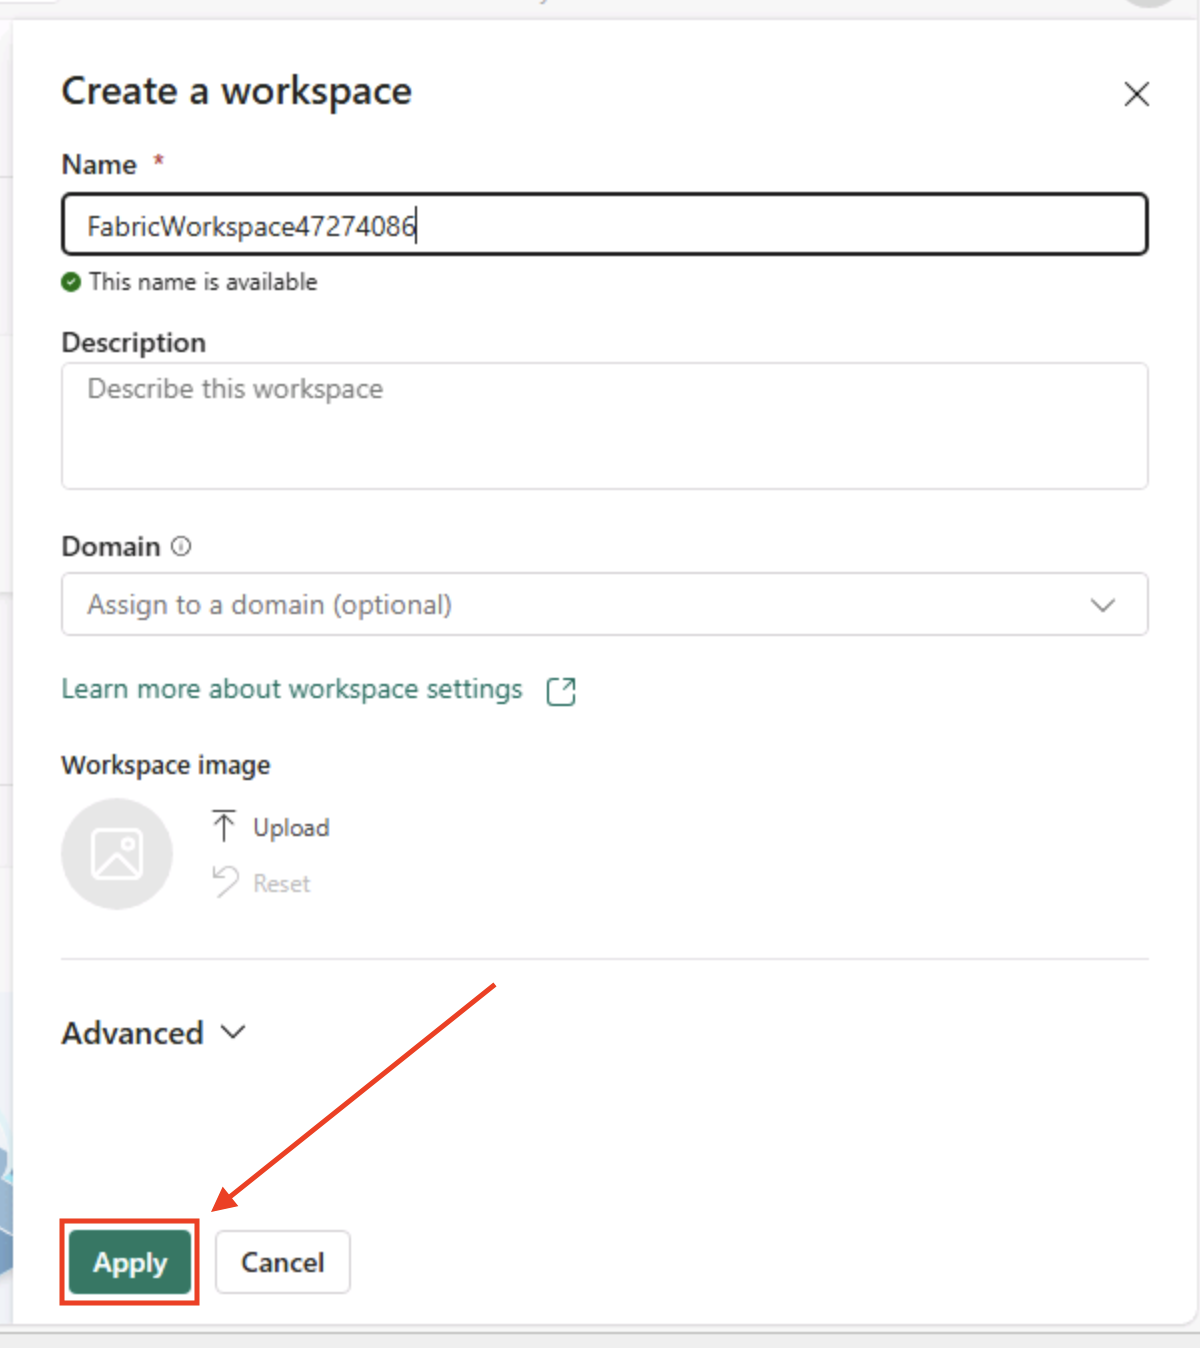 Create a workspace
Name *
FabricWorkspace47274086
This name is available
Description
Describe this workspace
Domain
Assign to a domain (optional)
Learn more about workspace settings
Workspace image
Upload
Reset
Advanced
Apply
Cancel